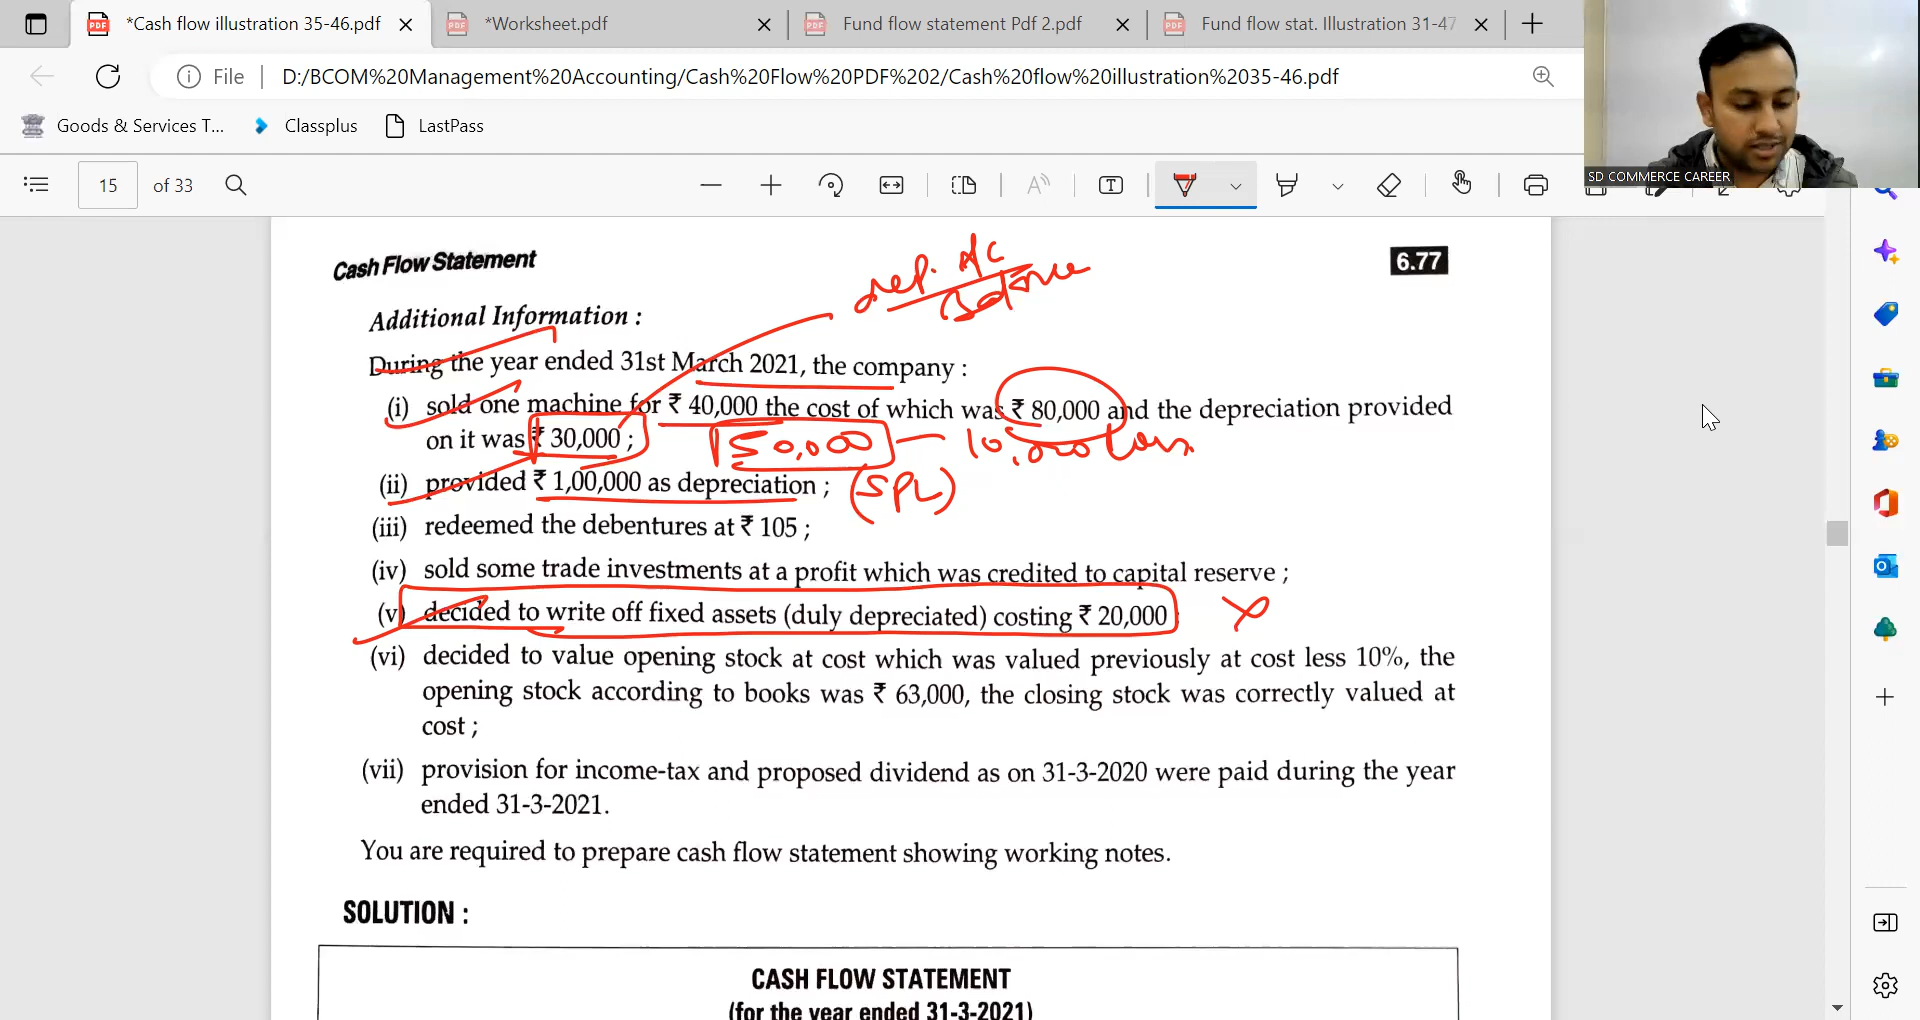 *Cash flow illustration 35-46.pdf
*Worksheet.pdf
Fund flow statement Pdf 2.pdf
Fund flow stat. Illustration 31-47
File
D:/BCOM%20Management%20Accounting/Cash%20Flow%20PDF%202/Cash%20flow%20illustration%2035-46.pdf
Goods & Services T...
Classplus
LastPass
15 of 33
SD COMMERCE CAREER
Cash Flow Statement
6.77
dep. A/c
Balance
Additional Information :
During the year ended 31st March 2021, the company :
(i) sold one machine for ₹ 40,000 the cost of which was ₹ 80,000 and the depreciation provided
on it was ₹ 30,000 ;
50,000 — 10,000 Loss
(ii) provided ₹ 1,00,000 as depreciation ;
(SPL)
(iii) redeemed the debentures at ₹ 105 ;
(iv) sold some trade investments at a profit which was credited to capital reserve ;
(v) decided to write off fixed assets (duly depreciated) costing ₹ 20,000
(vi) decided to value opening stock at cost which was valued previously at cost less 10%, the
opening stock according to books was ₹ 63,000, the closing stock was correctly valued at
cost ;
(vii) provision for income-tax and proposed dividend as on 31-3-2020 were paid during the year
ended 31-3-2021.
You are required to prepare cash flow statement showing working notes.
SOLUTION :
CASH FLOW STATEMENT
(for the year ended 31-3-2021)